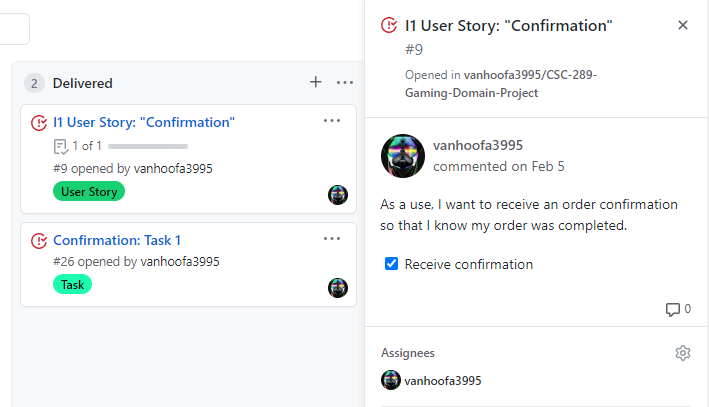 2 Delivered
I1 User Story: "Confirmation"
1 of 1
#9 opened by vanhoofa3995
User Story
Confirmation: Task 1
#26 opened by vanhoofa3995
Task
I1 User Story: "Confirmation"
#9
Opened in vanhoofa3995/CSC-289-
Gaming-Domain-Project
vanhoofa3995
commented on Feb 5
As a use, I want to receive an order confirmation
so that I know my order was completed.
Receive confirmation
0
Assignees
vanhoofa3995